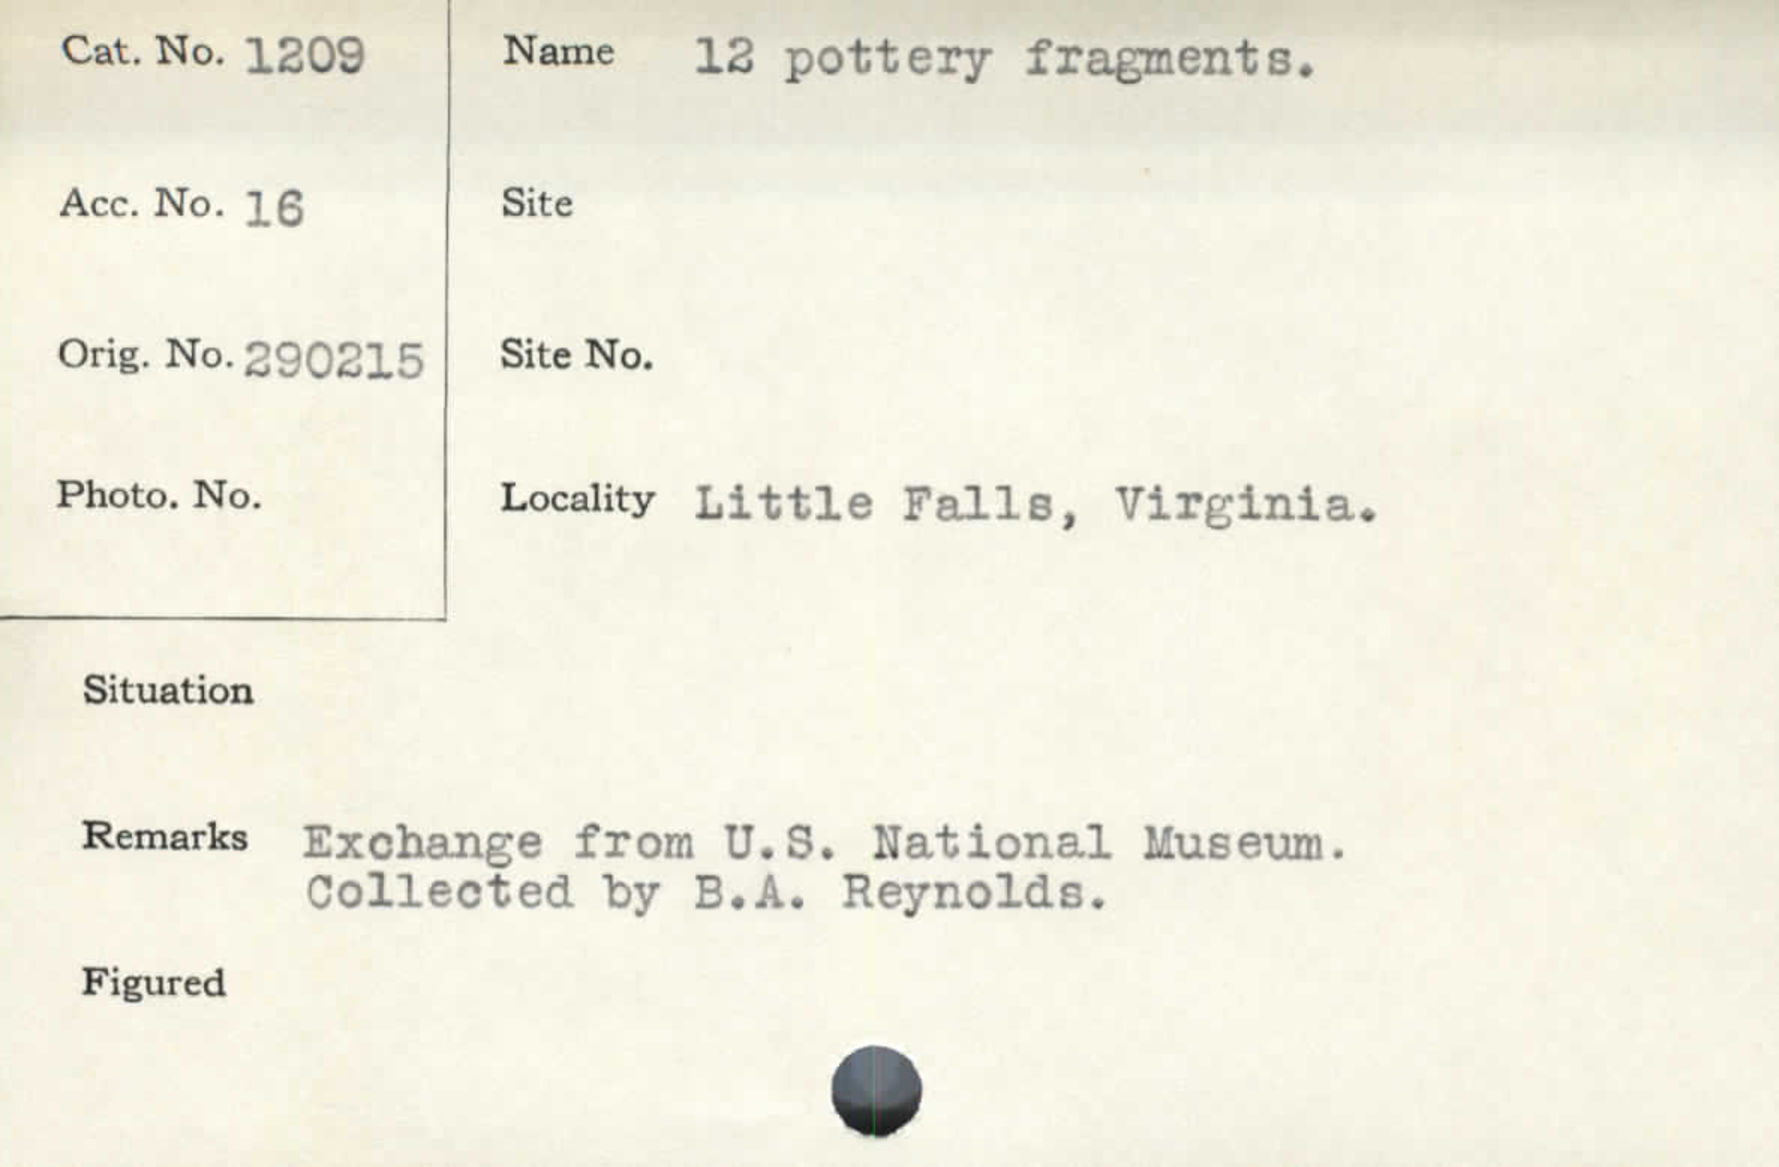 Cat. No. 1209
Name 12 pottery fragments.
Acc. No. 16
Site
Orig. No. 290215
Site No.
Photo. No.
Locality Little Falls, Virginia.
Situation
Remarks Exchange from U.S. National Museum.
Collected by B.A. Reynolds.
Figured